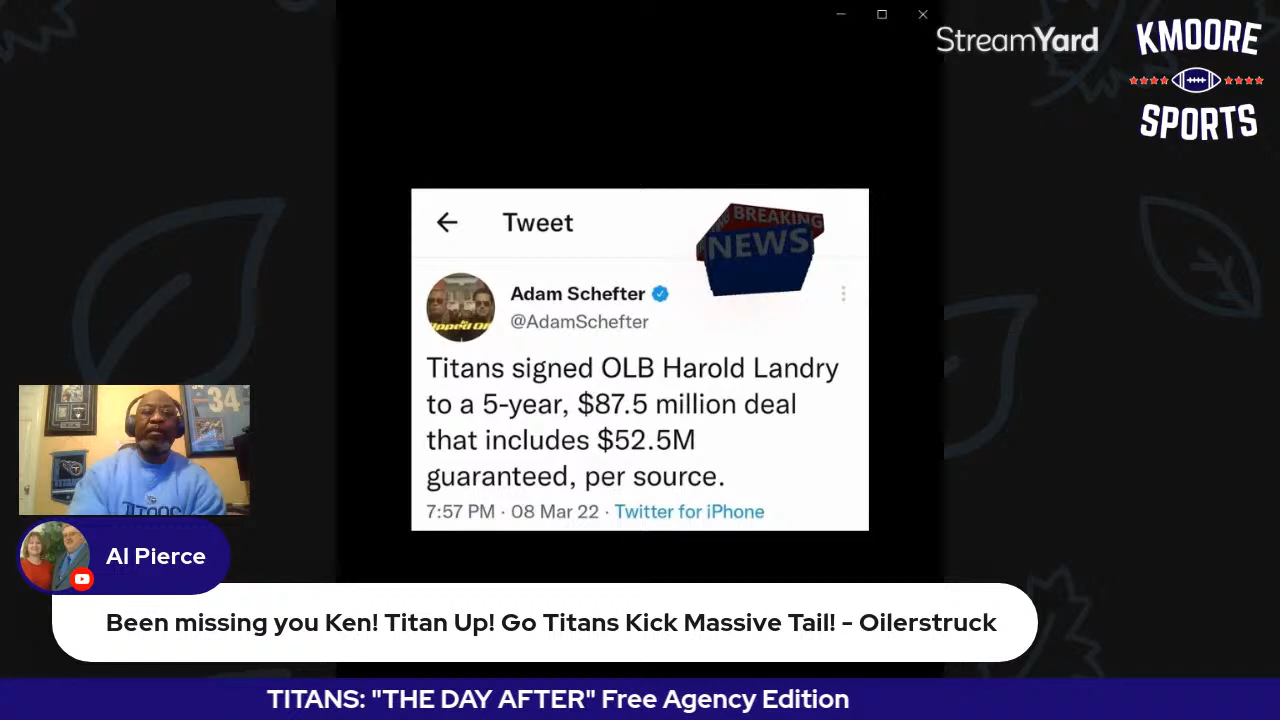 StreamYard
KMOORE
SPORTS
Tweet
BREAKING
NEWS
Adam Schefter
@AdamSchefter
Titans signed OLB Harold Landry
to a 5-year, $87.5 million deal
that includes $52.5M
guaranteed, per source.
7:57 PM · 08 Mar 22 · Twitter for iPhone
34
Al Pierce
Been missing you Ken! Titan Up! Go Titans Kick Massive Tail! - Oilerstruck
TITANS: "THE DAY AFTER" Free Agency Edition